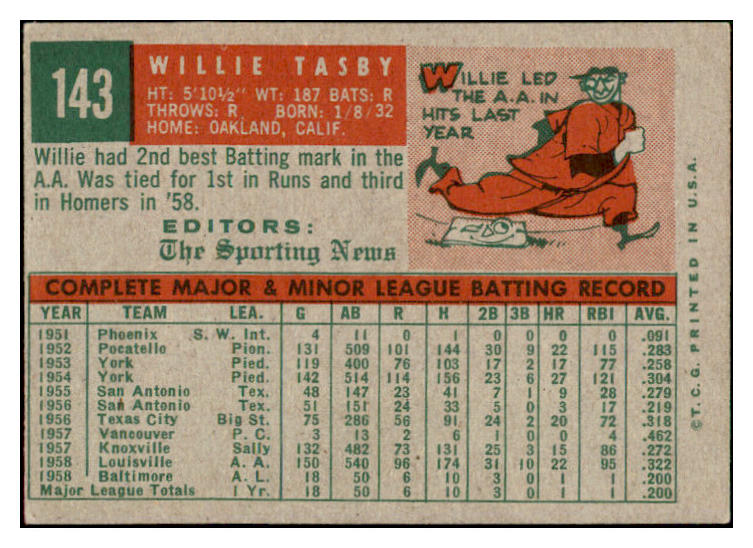 143
WILLIE TASBY
HT: 5'10½" WT: 187 BATS: R
THROWS: R BORN: 1/8/32
HOME: OAKLAND, CALIF.
Willie had 2nd best Batting mark in the
A.A. Was tied for 1st in Runs and third
in Homers in '58.
EDITORS:
The Sporting News
WILLIE LED
THE A.A. IN
HITS LAST
YEAR
COMPLETE MAJOR & MINOR LEAGUE BATTING RECORD
YEAR TEAM LEA. G AB R H 2B 3B HR RBI AVG.
1951 Phoenix S. W. Int. 4 11 0 1 0 0 0 0 .091
1952 Pocatello Pion. 131 509 101 144 30 9 22 115 .283
1953 York Pied. 119 400 76 103 17 2 17 77 .258
1954 York Pied. 142 514 114 156 23 6 27 121 .304
1955 San Antonio Tex. 48 147 23 41 7 1 9 28 .279
1956 San Antonio Tex. 51 151 24 33 5 0 3 17 .219
1956 Texas City Big St. 75 286 56 91 24 2 20 72 .318
1957 Vancouver P. C. 3 13 2 6 1 0 0 4 .462
1957 Knoxville Sally 132 482 73 131 25 3 15 86 .272
1958 Louisville A. A. 150 540 96 174 31 10 22 95 .322
1958 Baltimore A. L. 18 50 6 10 3 0 1 1 .200
Major League Totals 1 Yr. 18 50 6 10 3 0 1 1 .200
©T.C.G. PRINTED IN U.S.A.